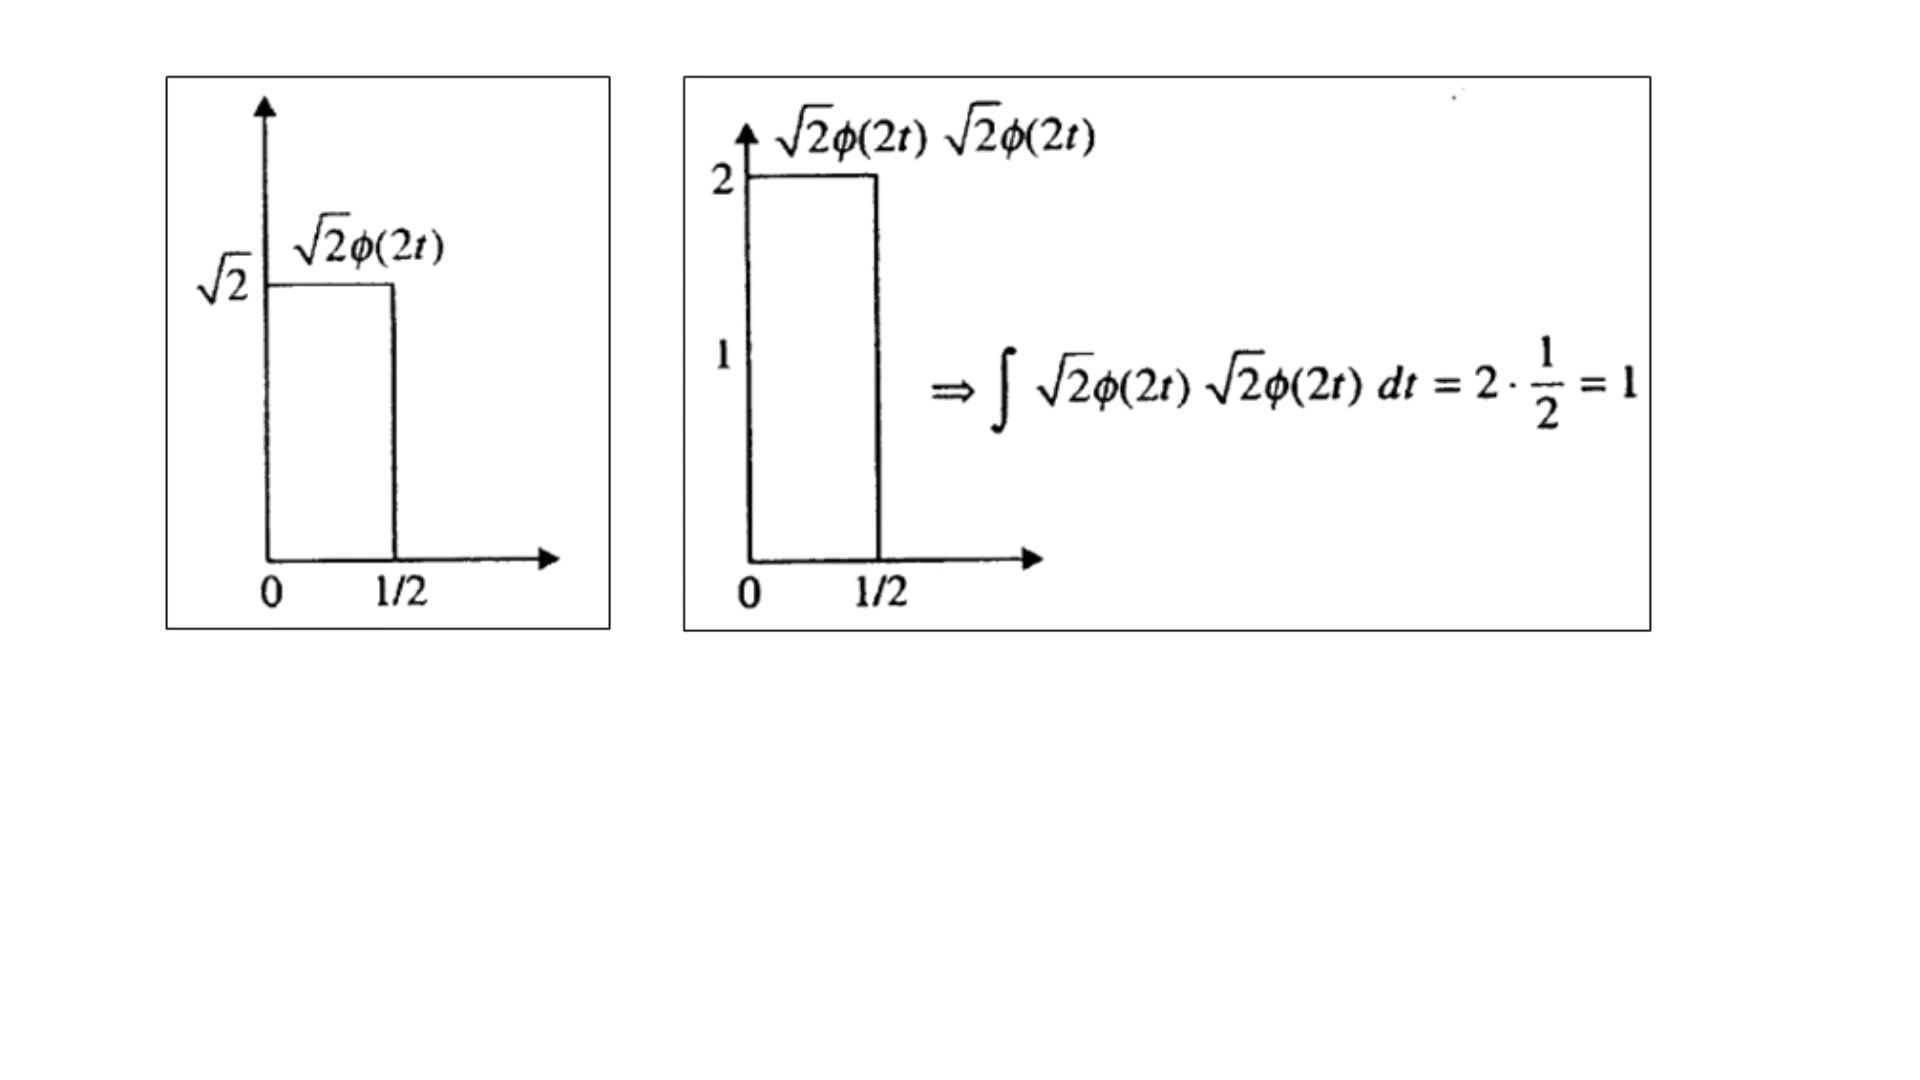 √2ϕ(2t)
√2
0 1/2
√2ϕ(2t) √2ϕ(2t)
2
1
⇒ ∫ √2ϕ(2t) √2ϕ(2t) dt = 2 · 1/2 = 1
0 1/2